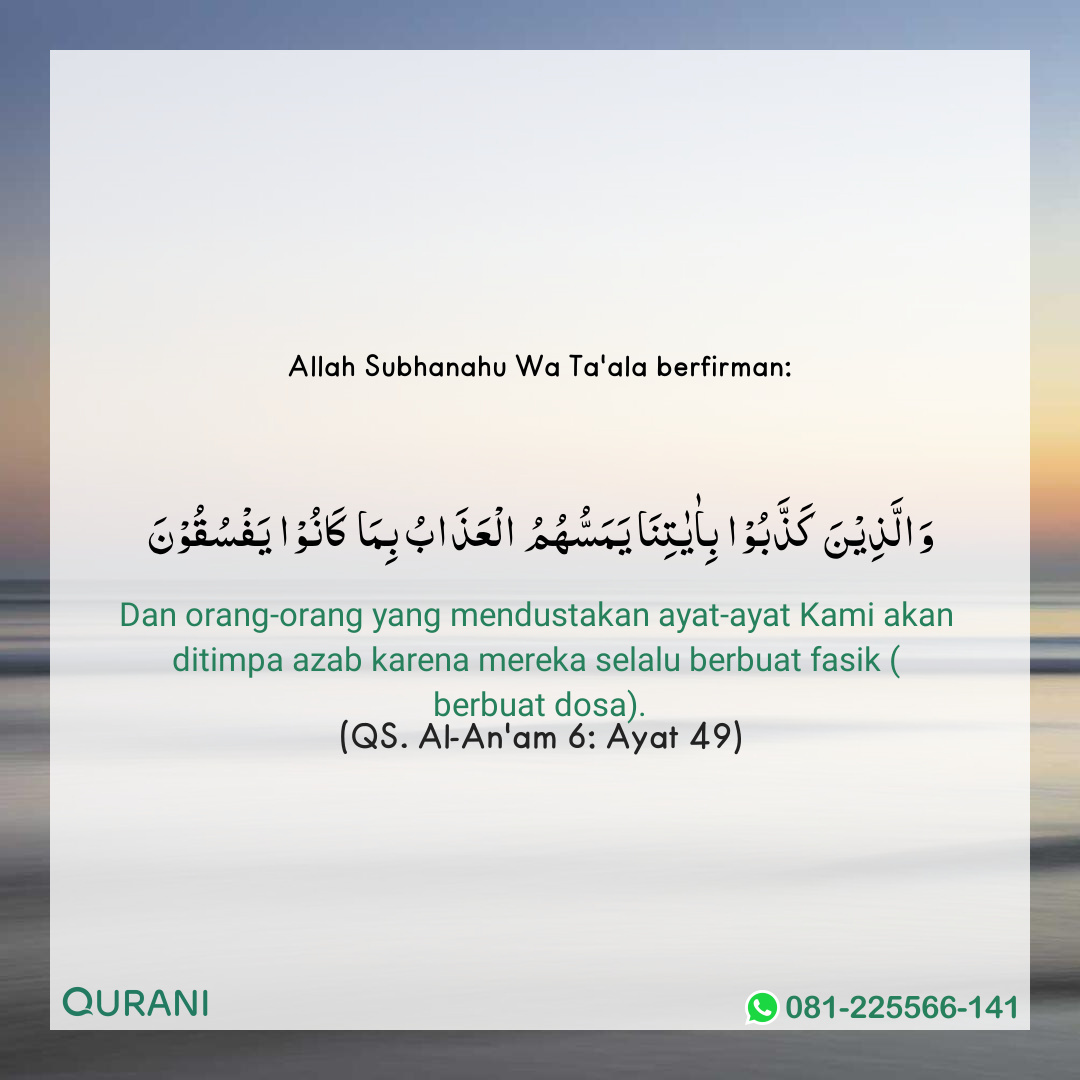 Allah Subhanahu Wa Ta'ala berfirman:
وَالَّذِيْنَ كَذَّبُوْا بِاٰيٰتِنَا يَمَسُّهُمُ الْعَذَابُ بِمَا كَانُوْا يَفْسُقُوْنَ
Dan orang-orang yang mendustakan ayat-ayat Kami akan
ditimpa azab karena mereka selalu berbuat fasik (
berbuat dosa).
(QS. Al-An'am 6: Ayat 49)
QURANI
081-225566-141